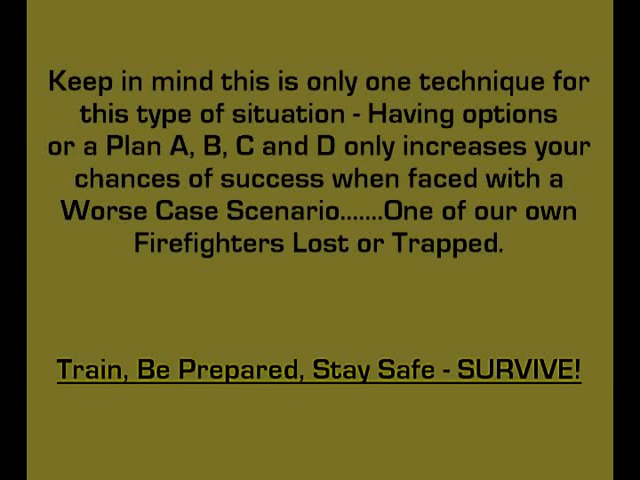 Keep in mind this is only one technique for
this type of situation - Having options
or a Plan A, B, C and D only increases your
chances of success when faced with a
Worse Case Scenario.......One of our own
Firefighters Lost or Trapped.
Train, Be Prepared, Stay Safe - SURVIVE!